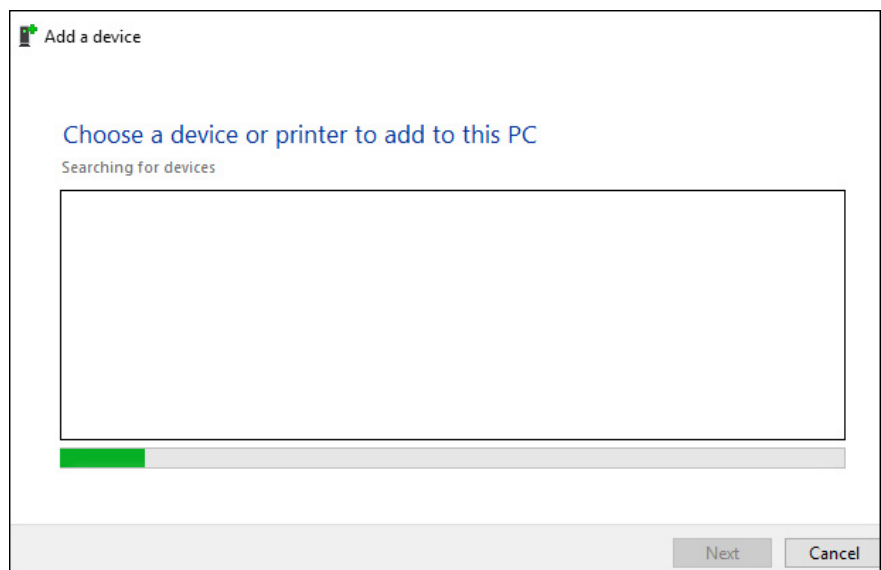 Add a device
Choose a device or printer to add to this PC
Searching for devices
Next
Cancel